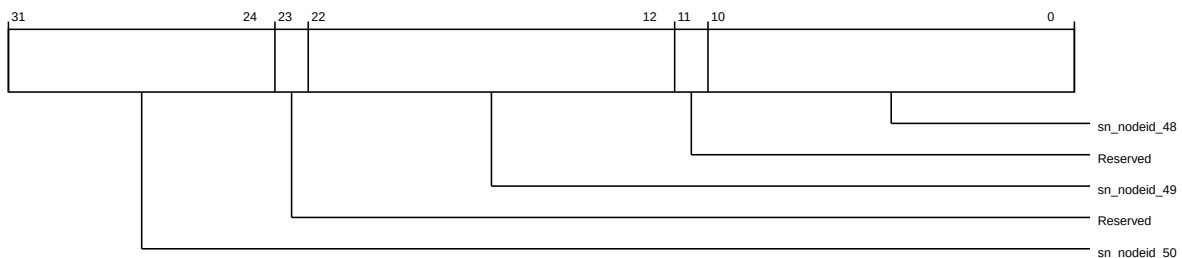 31 24 23 22 12 11 10 0
sn_nodeid_48
Reserved
sn_nodeid_49
Reserved
sn_nodeid_50